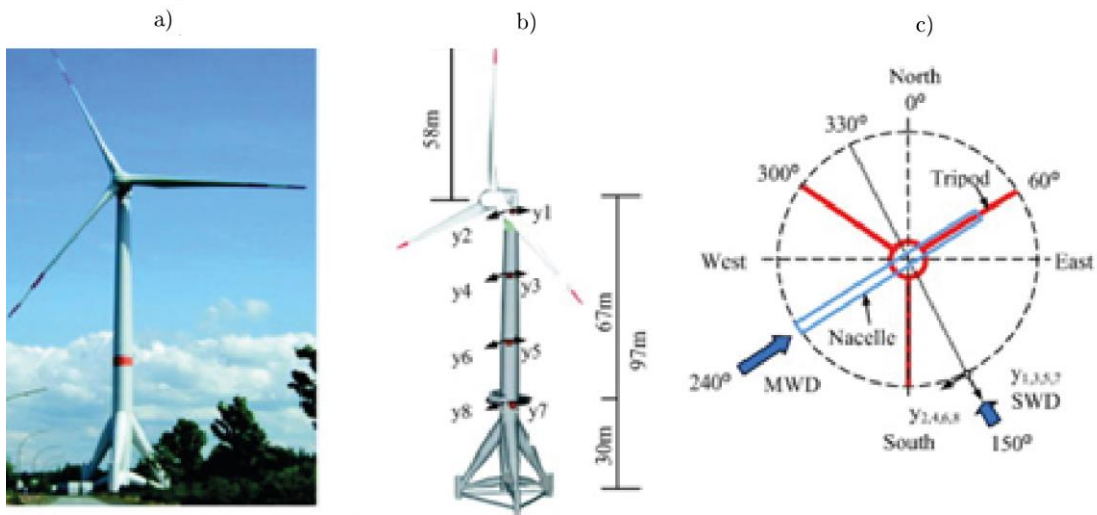 a)
b)
c)
58m
y1
y2
y3
y4
y5
y6
y7
y8
67m
97m
30m
North
0°
330°
300°
60°
Tripod
West
East
Nacelle
240°
MWD
y1,3,5,7
SWD
y2,4,6,8
South
150°